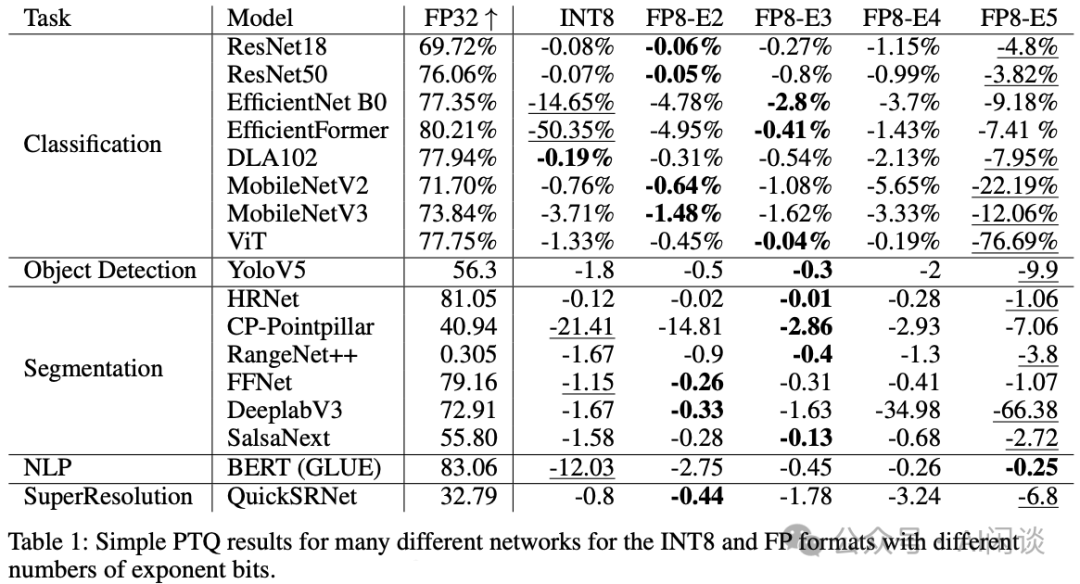 Task Model FP32 ↑ INT8 FP8-E2 FP8-E3 FP8-E4 FP8-E5
ResNet18 69.72% -0.08% -0.06% -0.27% -1.15% -4.8%
ResNet50 76.06% -0.07% -0.05% -0.8% -0.99% -3.82%
EfficientNet B0 77.35% -14.65% -4.78% -2.8% -3.7% -9.18%
Classification EfficientFormer 80.21% -50.35% -4.95% -0.41% -1.43% -7.41 %
DLA102 77.94% -0.19% -0.31% -0.54% -2.13% -7.95%
MobileNetV2 71.70% -0.76% -0.64% -1.08% -5.65% -22.19%
MobileNetV3 73.84% -3.71% -1.48% -1.62% -3.33% -12.06%
ViT 77.75% -1.33% -0.45% -0.04% -0.19% -76.69%
Object Detection YoloV5 56.3 -1.8 -0.5 -0.3 -2 -9.9
HRNet 81.05 -0.12 -0.02 -0.01 -0.28 -1.06
CP-Pointpillar 40.94 -21.41 -14.81 -2.86 -2.93 -7.06
Segmentation RangeNet++ 0.305 -1.67 -0.9 -0.4 -1.3 -3.8
FFNet 79.16 -1.15 -0.26 -0.31 -0.41 -1.07
DeeplabV3 72.91 -1.67 -0.33 -1.63 -34.98 -66.38
SalsaNext 55.80 -1.58 -0.28 -0.13 -0.68 -2.72
NLP BERT (GLUE) 83.06 -12.03 -2.75 -0.45 -0.26 -0.25
SuperResolution QuickSRNet 32.79 -0.8 -0.44 -1.78 -3.24 -6.8
Table 1: Simple PTQ results for many different networks for the INT8 and FP formats with different
numbers of exponent bits.
公众号 · AI闲谈